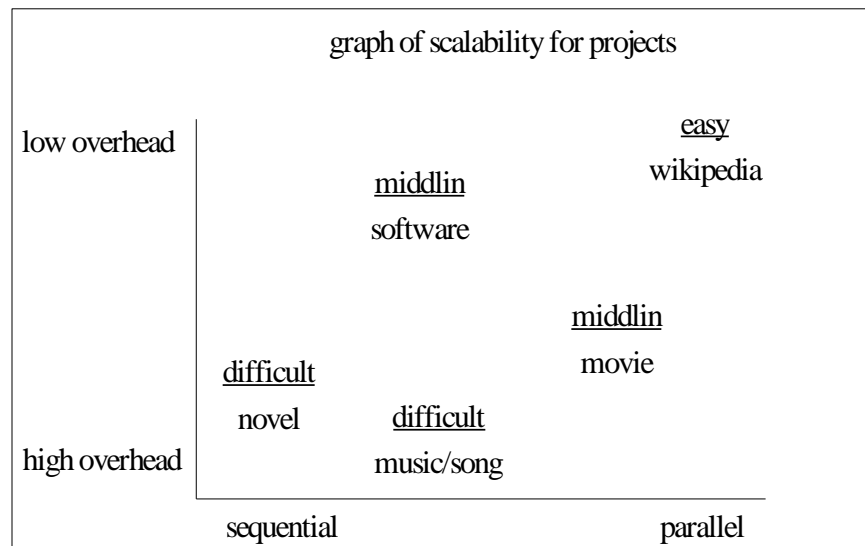 graph of scalability for projects
low overhead
easy
wikipedia
middlin
software
middlin
movie
difficult
novel
difficult
music/song
high overhead
sequential
parallel